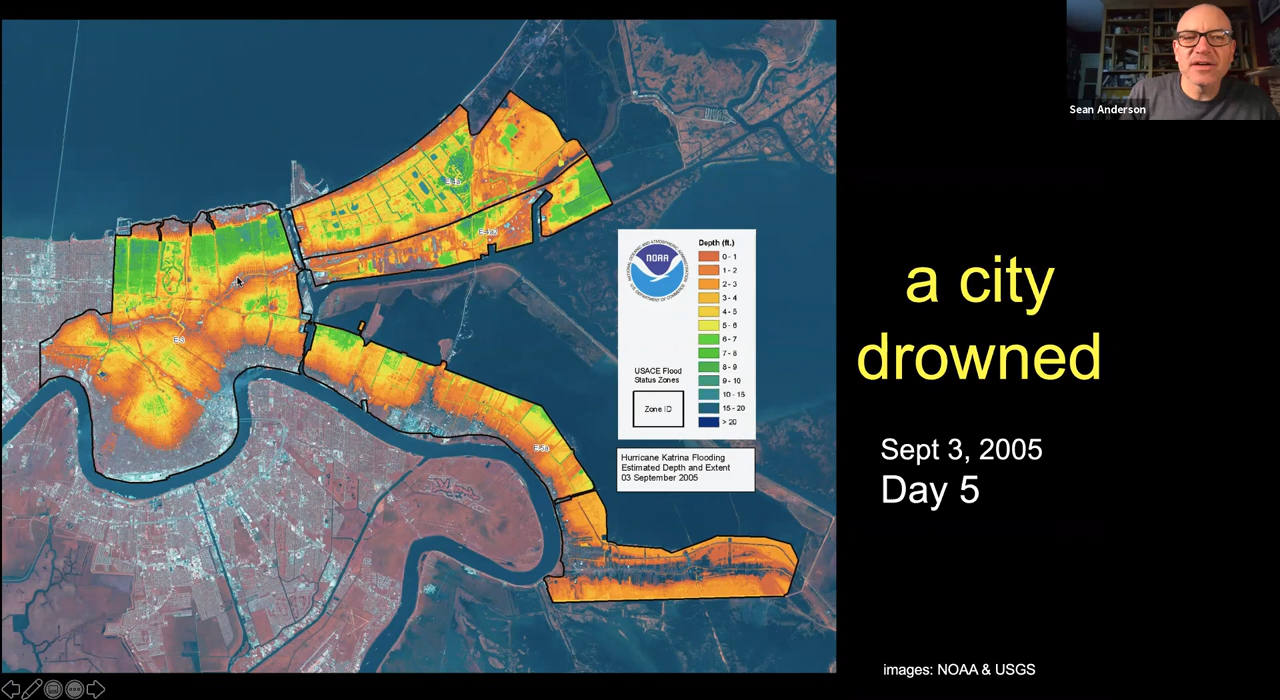 Sean Anderson
a city
drowned
Sept 3, 2005
Day 5
images: NOAA & USGS
NOAA
Depth (ft.)
0 - 1
1 - 2
2 - 3
3 - 4
4 - 5
5 - 6
6 - 7
7 - 8
8 - 9
9 - 10
10 - 15
15 - 20
> 20
USACE Flood
Status Zones
Zone ID
Hurricane Katrina Flooding
Estimated Depth and Extent
03 September 2005
E3
E5a